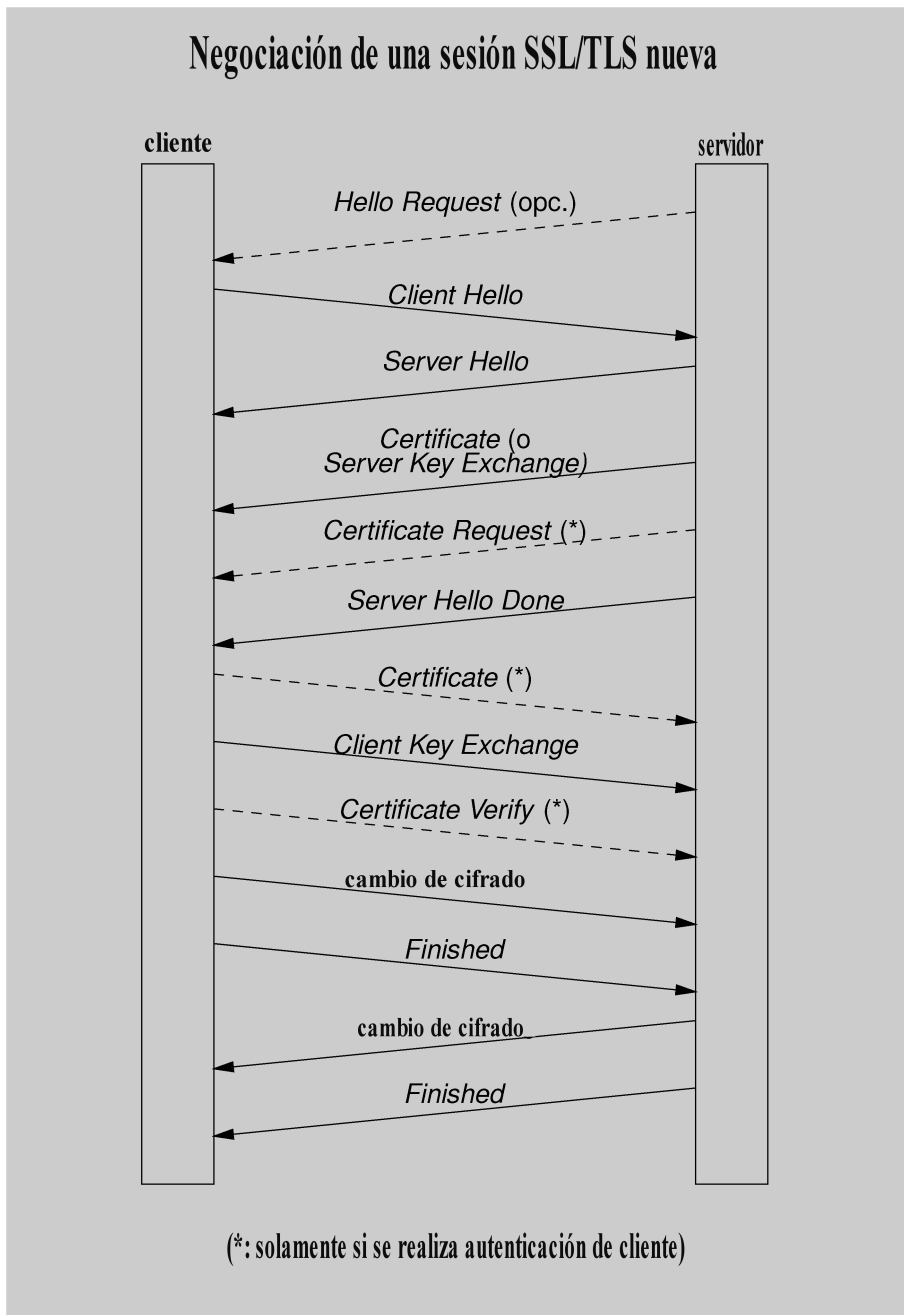 Negociación de una sesión SSL/TLS nueva
cliente
servidor
Hello Request (opc.)
Client Hello
Server Hello
Certificate (o
Server Key Exchange)
Certificate Request (*)
Server Hello Done
Certificate (*)
Client Key Exchange
Certificate Verify (*)
cambio de cifrado
Finished
cambio de cifrado
Finished
(*: solamente si se realiza autenticación de cliente)